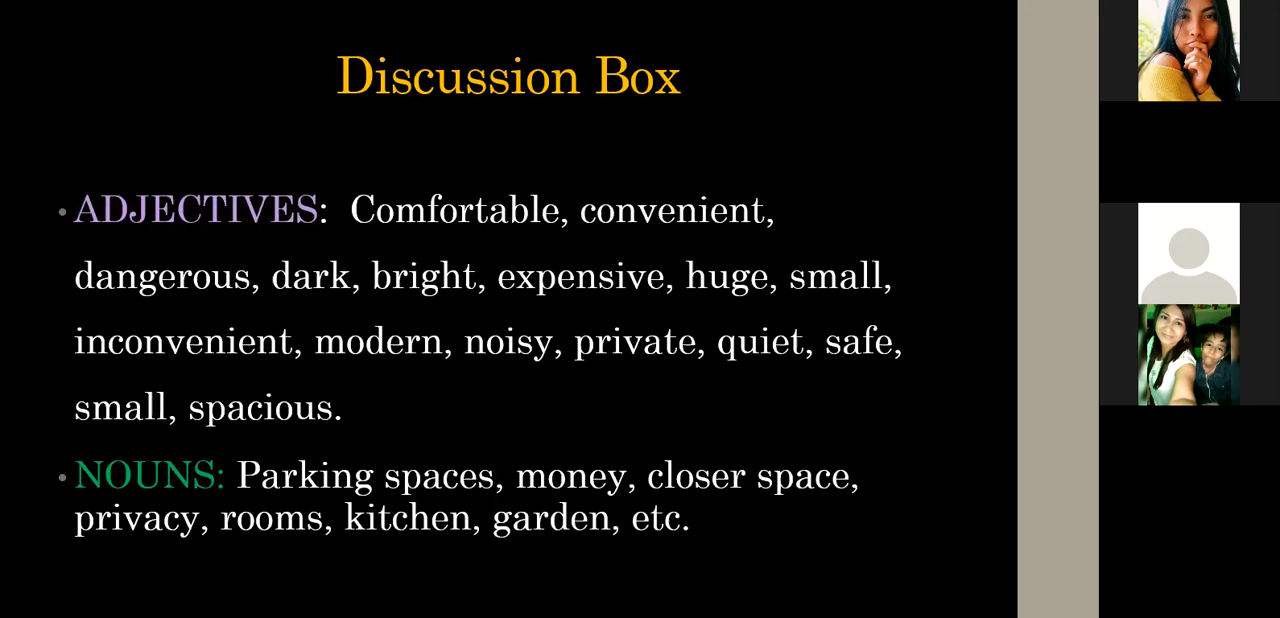 Discussion Box
• ADJECTIVES: Comfortable, convenient,
dangerous, dark, bright, expensive, huge, small,
inconvenient, modern, noisy, private, quiet, safe,
small, spacious.
• NOUNS: Parking spaces, money, closer space,
privacy, rooms, kitchen, garden, etc.